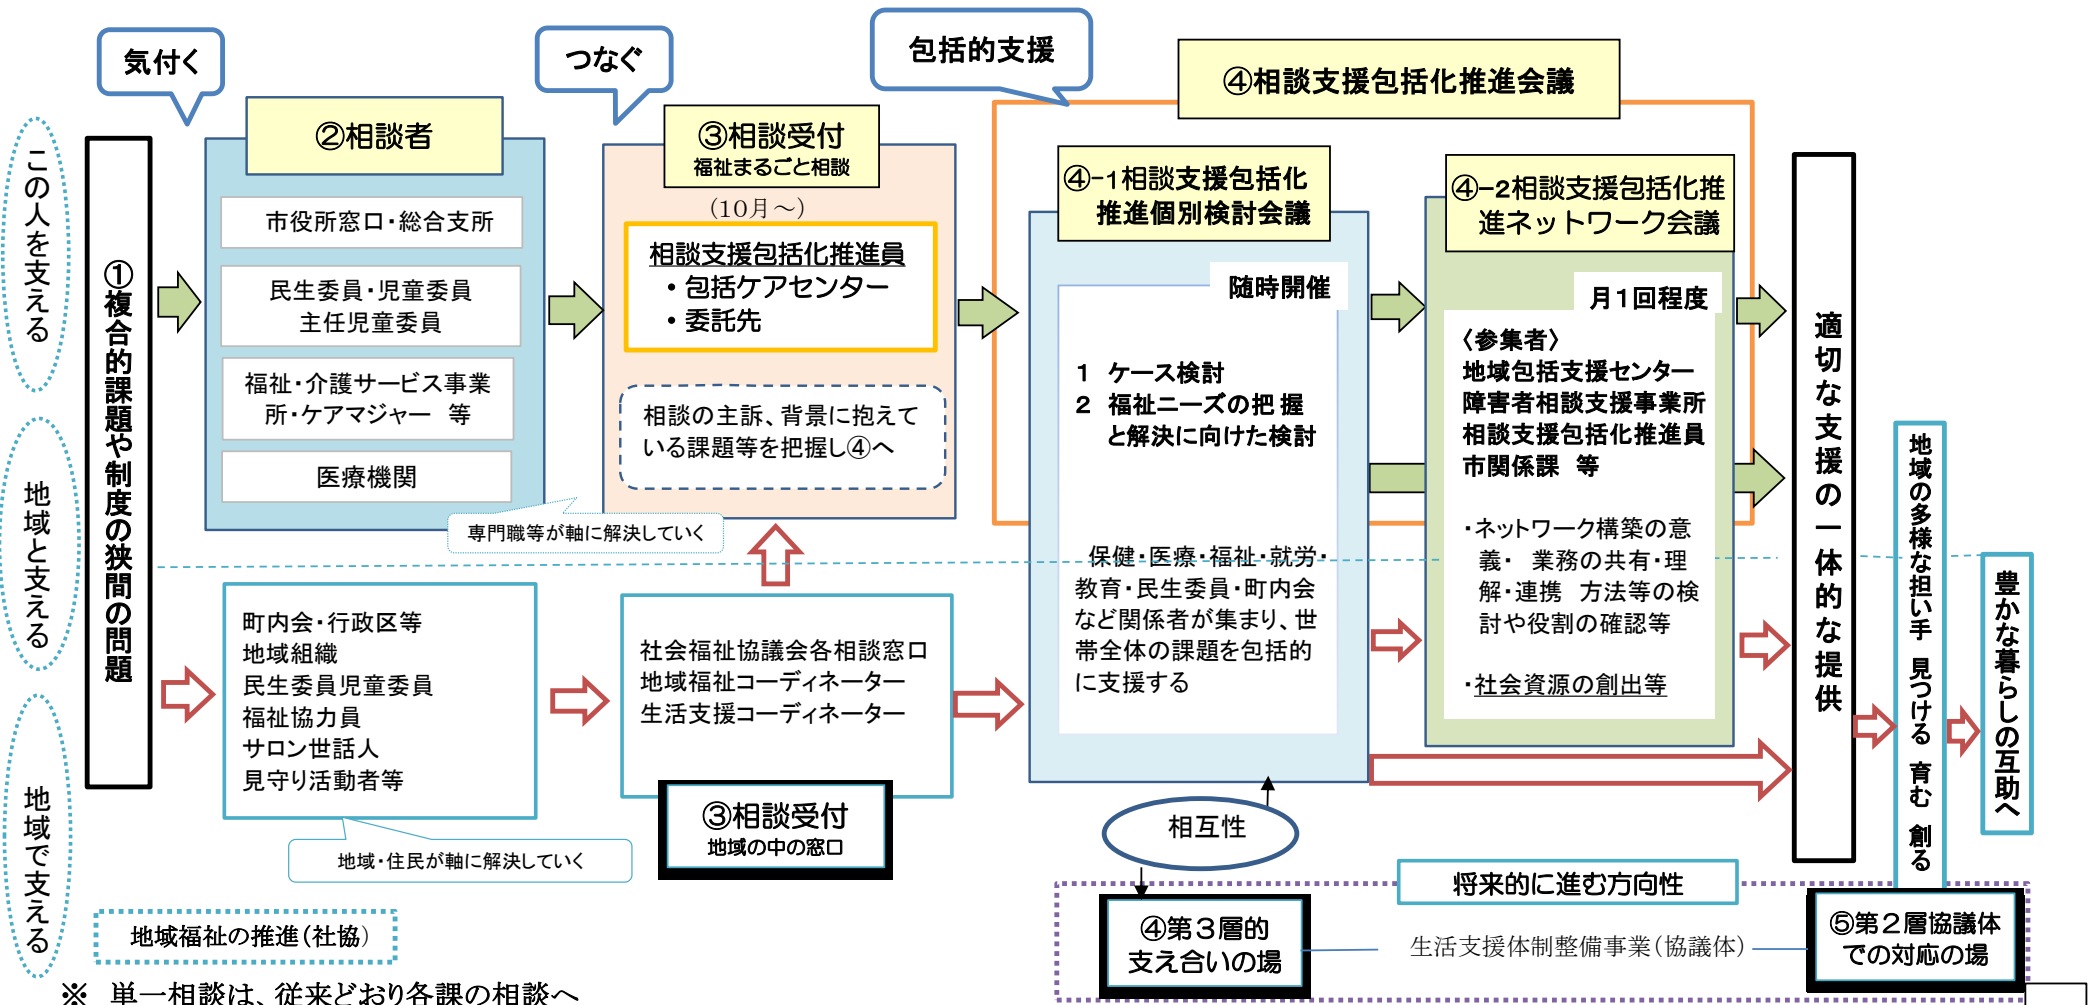 気付く
つなぐ
包括的支援
④相談支援包括化推進会議
この人を支える
地域と支える
地域で支える
①複合的課題や制度の狭間の問題
②相談者
市役所窓口・総合支所
民生委員・児童委員
主任児童委員
福祉・介護サービス事業
所・ケアマジャー 等
医療機関
専門職等が軸に解決していく
③相談受付
福祉まるごと相談
(10月~)
相談支援包括化推進員
・包括ケアセンター
・委託先
相談の主訴、背景に抱えて
いる課題等を把握し④へ
④-1相談支援包括化
推進個別検討会議
随時開催
1 ケース検討
2 福祉ニーズの把握
と解決に向けた検討
保健・医療・福祉・就労・
教育・民生委員・町内会
など関係者が集まり、世
帯全体の課題を包括的
に支援する
④-2相談支援包括化推
進ネットワーク会議
月1回程度
〈参集者〉
地域包括支援センター
障害者相談支援事業所
相談支援包括化推進員
市関係課 等
・ネットワーク構築の意
義・ 業務の共有・理
解・連携 方法等の検
討や役割の確認等
・社会資源の創出等
適切な支援の一体的な提供
地域の多様な担い手 見つける 育む 創る
豊かな暮らしの互助へ
町内会・行政区等
地域組織
民生委員児童委員
福祉協力員
サロン世話人
見守り活動者等
地域・住民が軸に解決していく
社会福祉協議会各相談窓口
地域福祉コーディネーター
生活支援コーディネーター
③相談受付
地域の中の窓口
相互性
将来的に進む方向性
④第3層的
支え合いの場
生活支援体制整備事業(協議体)
⑤第2層協議体
での対応の場
地域福祉の推進(社協)
※ 単一相談は、従来どおり各課の相談へ